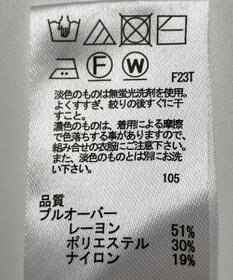 F W
F23T
淡色のものは無蛍光洗剤を使用。
よくすすぎ、絞りの後すぐに干
すこと。
濃色のものは、着用による摩擦
で色落ちする事がありますので、
組み合せの衣服にご注意下さい。
また、淡色のものとは別にお洗
い下さい。
105
品質
プルオーバー
レーヨン 51%
ポリエステル 30%
ナイロン 19%